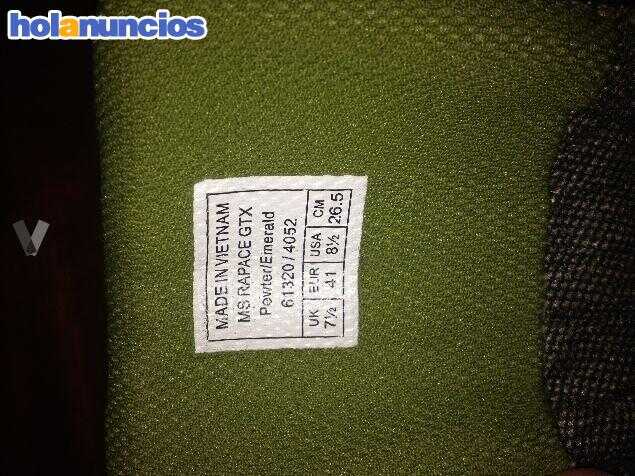 holanuncios
MADE IN VIETNAM
MS RAPACE GTX
Pewter/Emerald
61320 / 4052
UK EUR USA CM
7½ 41 8½ 26.5